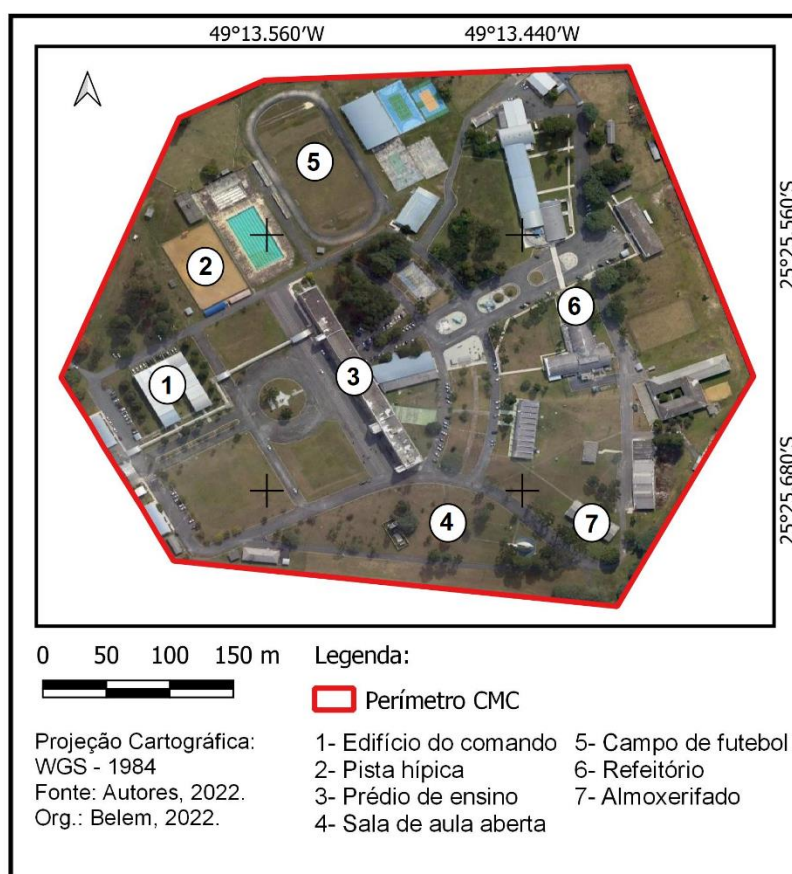 49°13.560'W 49°13.440'W
5
2
25°25.560'S
6
1
3
25°25.680'S
4
7
0 50 100 150 m
Legenda:
Perímetro CMC
Projeção Cartográfica:
WGS - 1984
Fonte: Autores, 2022.
Org.: Belem, 2022.
1- Edifício do comando
2- Pista hípica
3- Prédio de ensino
4- Sala de aula aberta
5- Campo de futebol
6- Refeitório
7- Almoxerifado